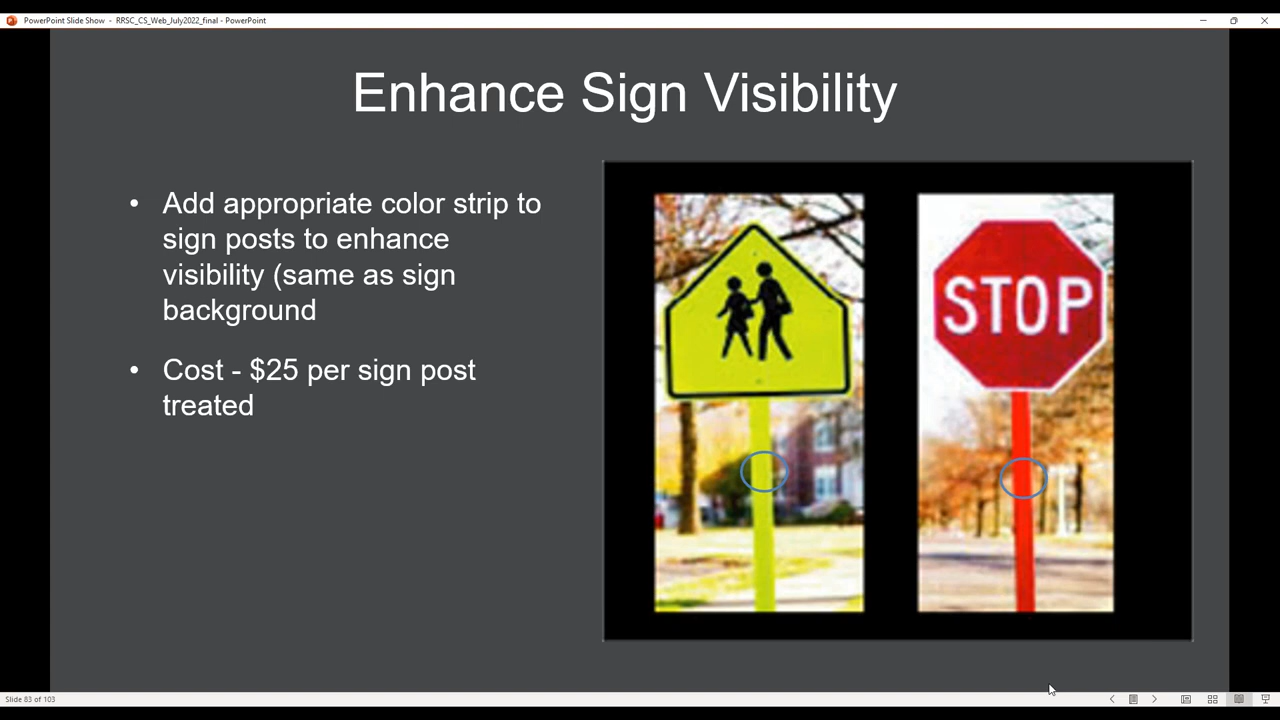 PowerPoint Slide Show - RRSC_CS_Web_July2022_final - PowerPoint
Enhance Sign Visibility
• Add appropriate color strip to
sign posts to enhance
visibility (same as sign
background
• Cost - $25 per sign post
treated
STOP
Slide 83 of 103